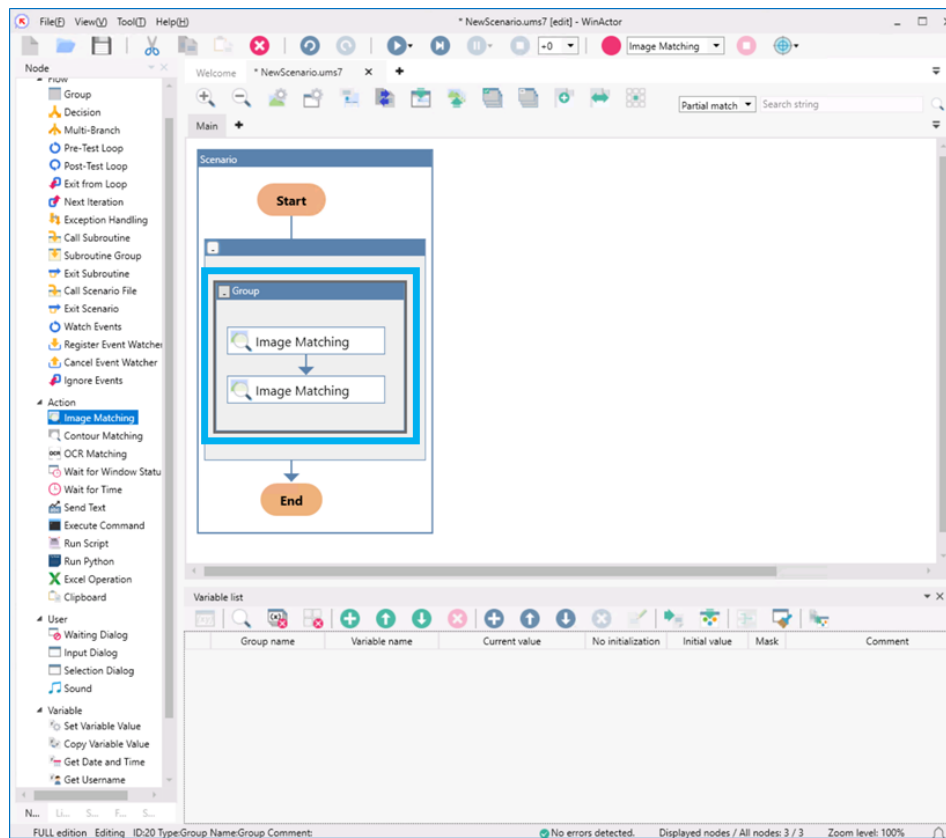 File(F) View(V) Tool(T) Help(H) * NewScenario.ums7 [edit] - WinActor
+0 Image Matching
Node
Welcome * NewScenario.ums7
Partial match Search string
Main
Flow
Group
Decision
Multi-Branch
Pre-Test Loop
Post-Test Loop
Exit from Loop
Next Iteration
Exception Handling
Call Subroutine
Subroutine Group
Exit Subroutine
Call Scenario File
Exit Scenario
Watch Events
Register Event Watcher
Cancel Event Watcher
Ignore Events
Action
Image Matching
Contour Matching
OCR Matching
Wait for Window Statu
Wait for Time
Send Text
Execute Command
Run Script
Run Python
Excel Operation
Clipboard
User
Waiting Dialog
Input Dialog
Selection Dialog
Sound
Variable
Set Variable Value
Copy Variable Value
Get Date and Time
Get Username
N... Li... S... F... S...
Scenario
Start
Group
Image Matching
Image Matching
End
Variable list
Group name Variable name Current value No initialization Initial value Mask Comment
FULL edition Editing ID:20 Type:Group Name:Group Comment: No errors detected. Displayed nodes / All nodes: 3 / 3 Zoom level: 100%